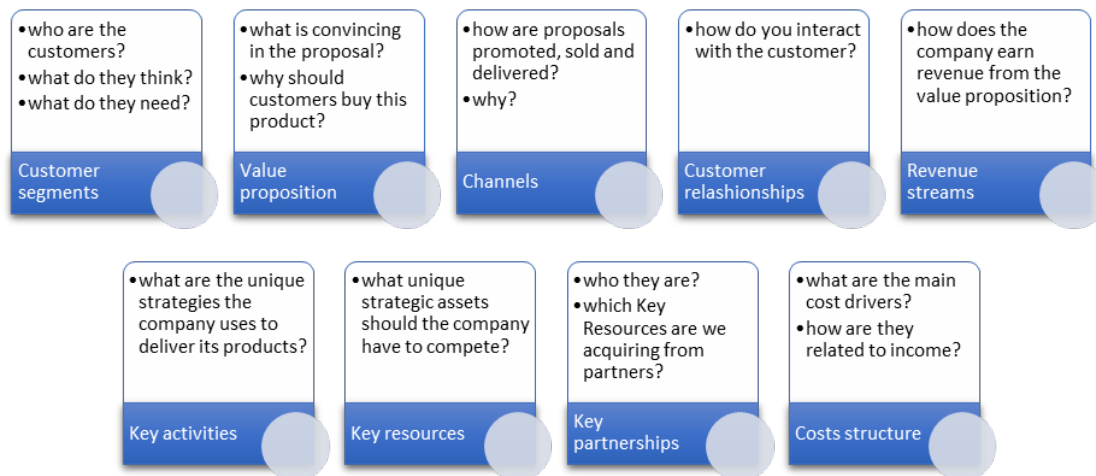 •who are the
customers?
•what do they think?
•what do they need?
Customer
segments
•what is convincing
in the proposal?
•why should
customers buy this
product?
Value
proposition
•how are proposals
promoted, sold and
delivered?
•why?
Channels
•how do you interact
with the customer?
Customer
relashionships
•how does the
company earn
revenue from the
value proposition?
Revenue
streams
•what are the unique
strategies the
company uses to
deliver its products?
Key activities
•what unique
strategic assets
should the company
have to compete?
Key resources
•who they are?
•which Key
Resources are we
acquiring from
partners?
Key
partnerships
•what are the main
cost drivers?
•how are they
related to income?
Costs structure